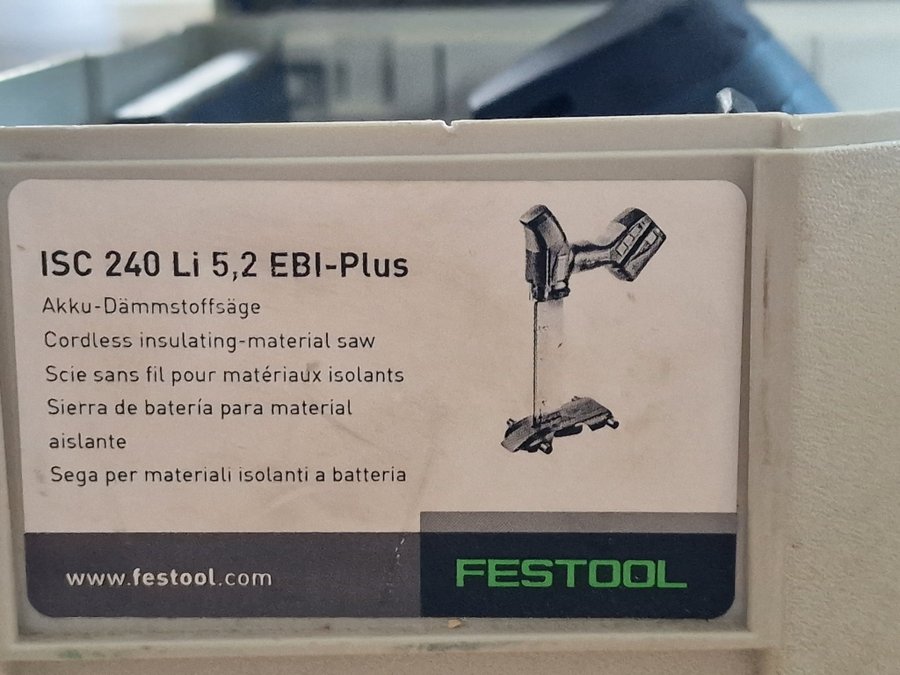 ISC 240 Li 5,2 EBI-Plus
Akku-Dämmstoffsäge
Cordless insulating-material saw
Scie sans fil pour matériaux isolants
Sierra de batería para material
aislante
Sega per materiali isolanti a batteria
www.festool.com
FESTOOL